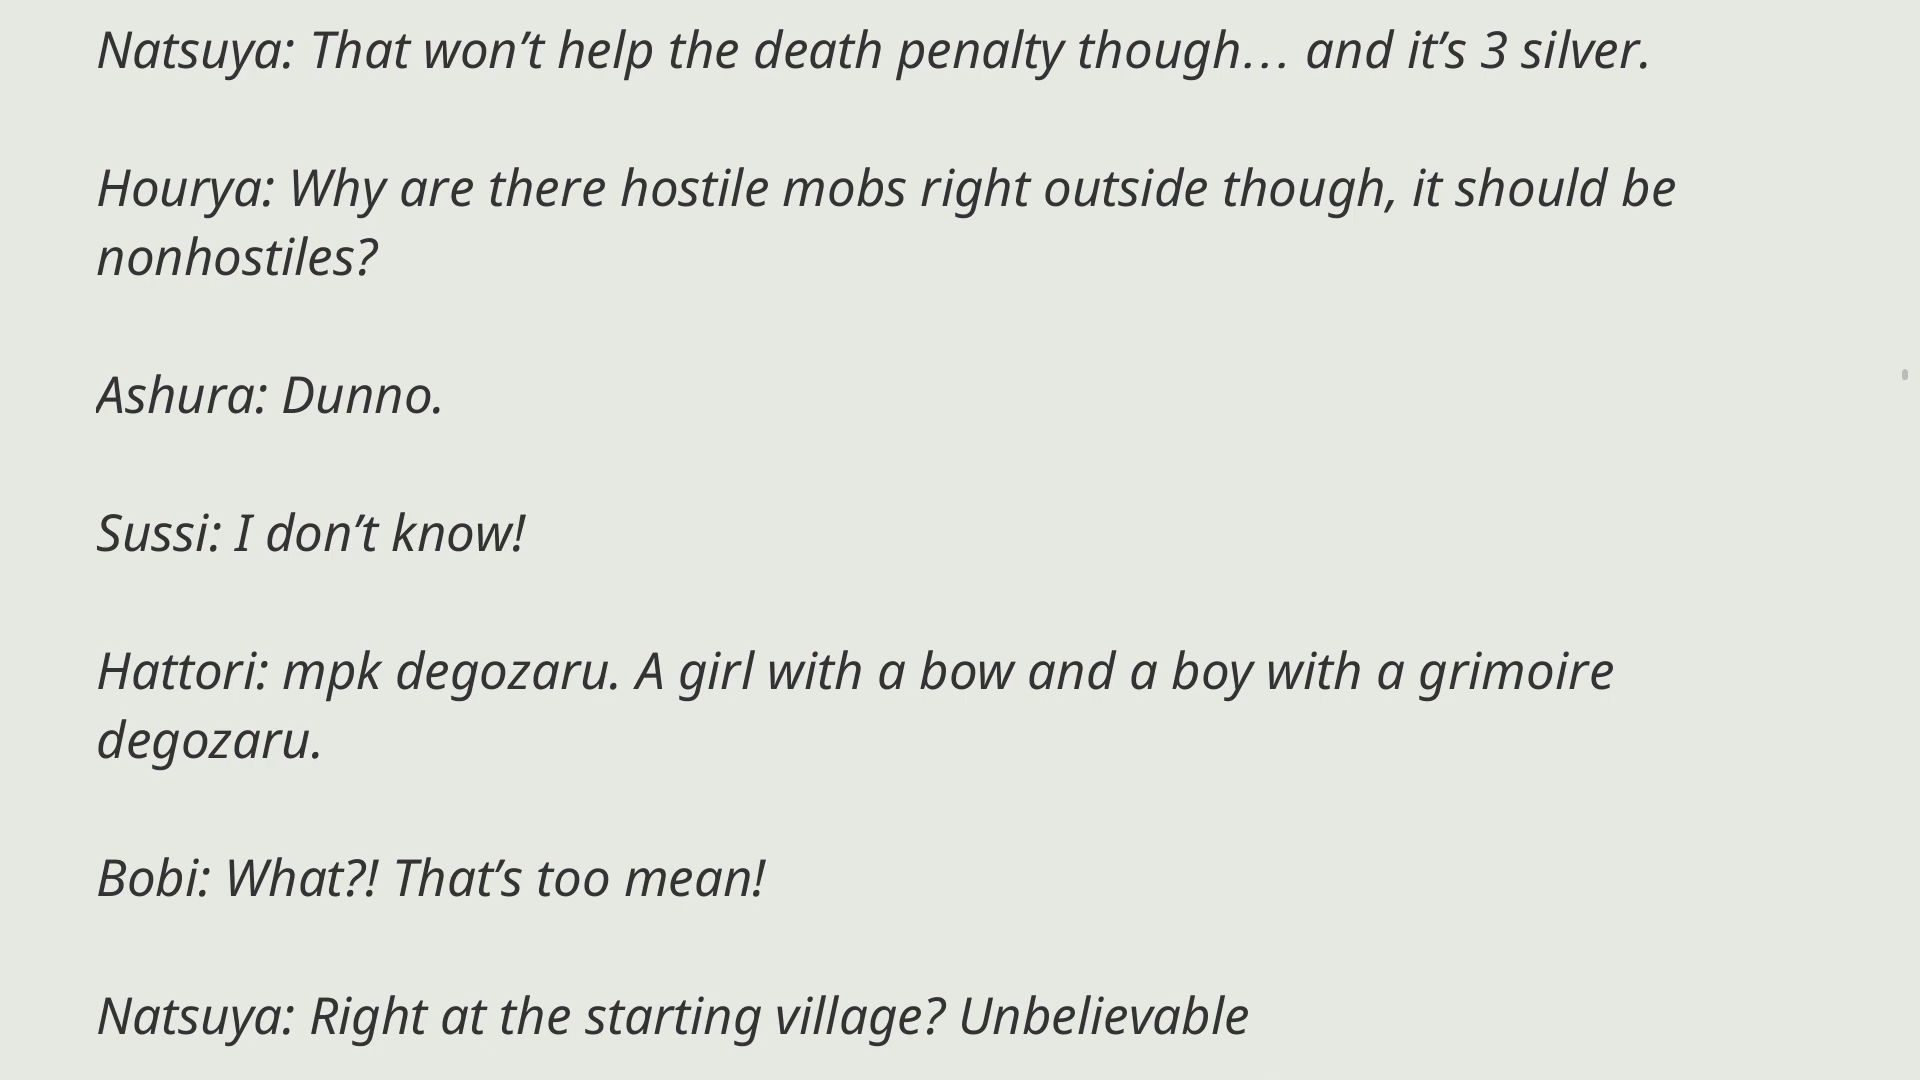 Natsuya: That won’t help the death penalty though… and it’s 3 silver.
Hourya: Why are there hostile mobs right outside though, it should be
nonhostiles?
Ashura: Dunno.
Sussi: I don’t know!
Hattori: mpk degozaru. A girl with a bow and a boy with a grimoire
degozaru.
Bobi: What?! That’s too mean!
Natsuya: Right at the starting village? Unbelievable